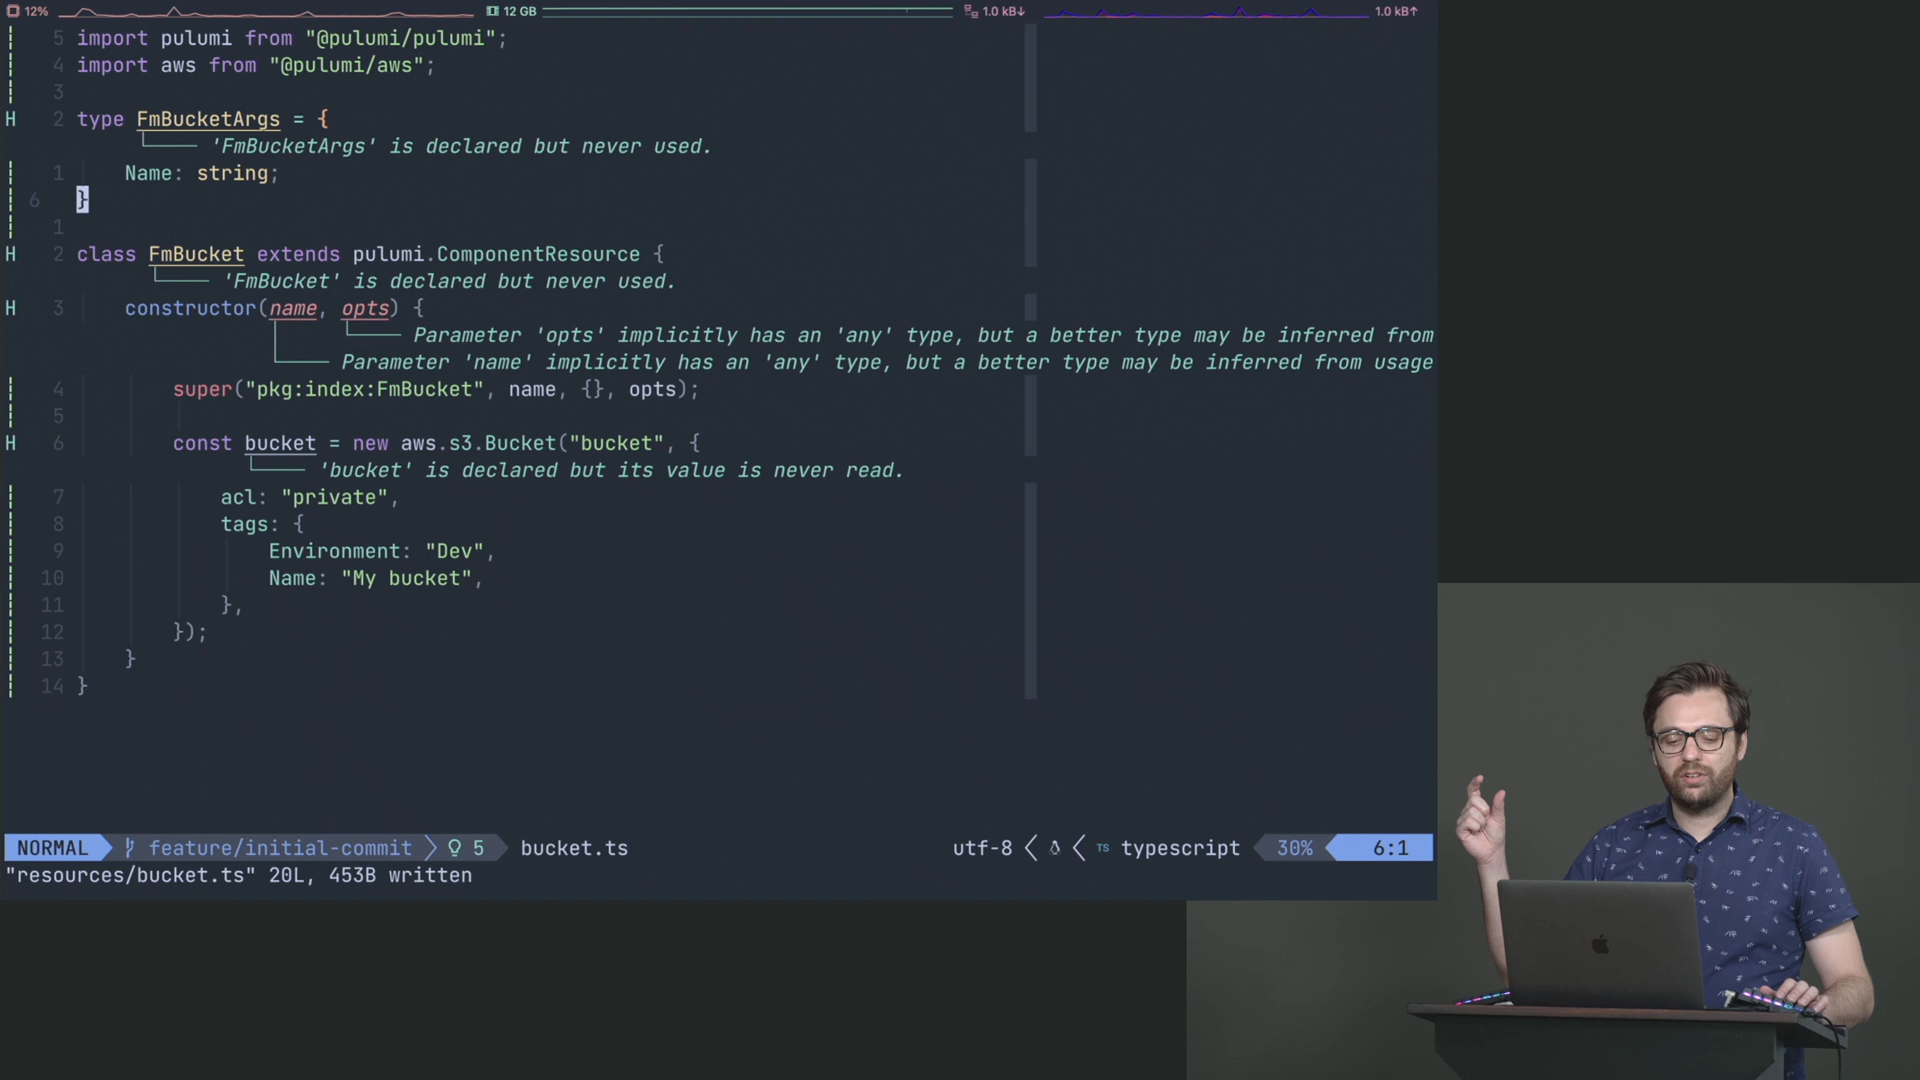 12% 12 GB 1.0 kB↓ 1.0 kB↑
5 import pulumi from "@pulumi/pulumi";
4 import aws from "@pulumi/aws";
3
H 2 type FmBucketArgs = {
'FmBucketArgs' is declared but never used.
1 Name: string;
6 }
1
H 2 class FmBucket extends pulumi.ComponentResource {
'FmBucket' is declared but never used.
H 3 constructor(name, opts) {
Parameter 'opts' implicitly has an 'any' type, but a better type may be inferred from
Parameter 'name' implicitly has an 'any' type, but a better type may be inferred from usage
4 super("pkg:index:FmBucket", name, {}, opts);
5
H 6 const bucket = new aws.s3.Bucket("bucket", {
'bucket' is declared but its value is never read.
7 acl: "private",
8 tags: {
9 Environment: "Dev",
10 Name: "My bucket",
11 },
12 });
13 }
14 }
NORMAL feature/initial-commit 5 bucket.ts utf-8 TS typescript 30% 6:1
"resources/bucket.ts" 20L, 453B written